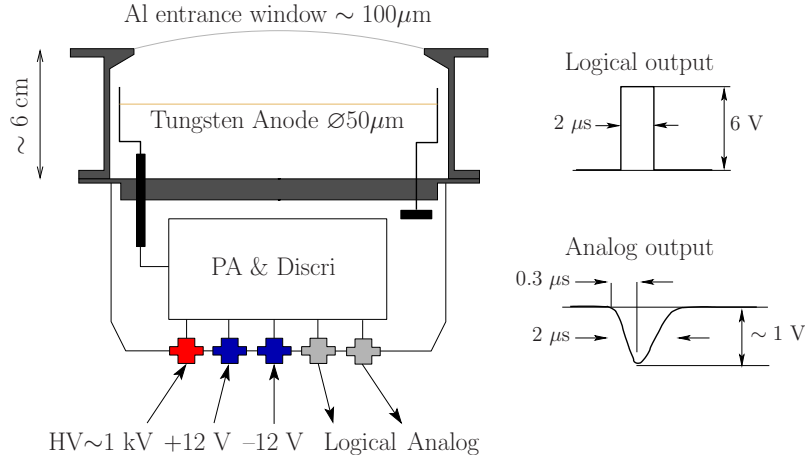 Al entrance window ~ 100μm
~ 6 cm
Tungsten Anode ∅50μm
PA & Discri
HV~1 kV +12 V –12 V Logical Analog
Logical output
2 μs
6 V
Analog output
0.3 μs
2 μs
~ 1 V